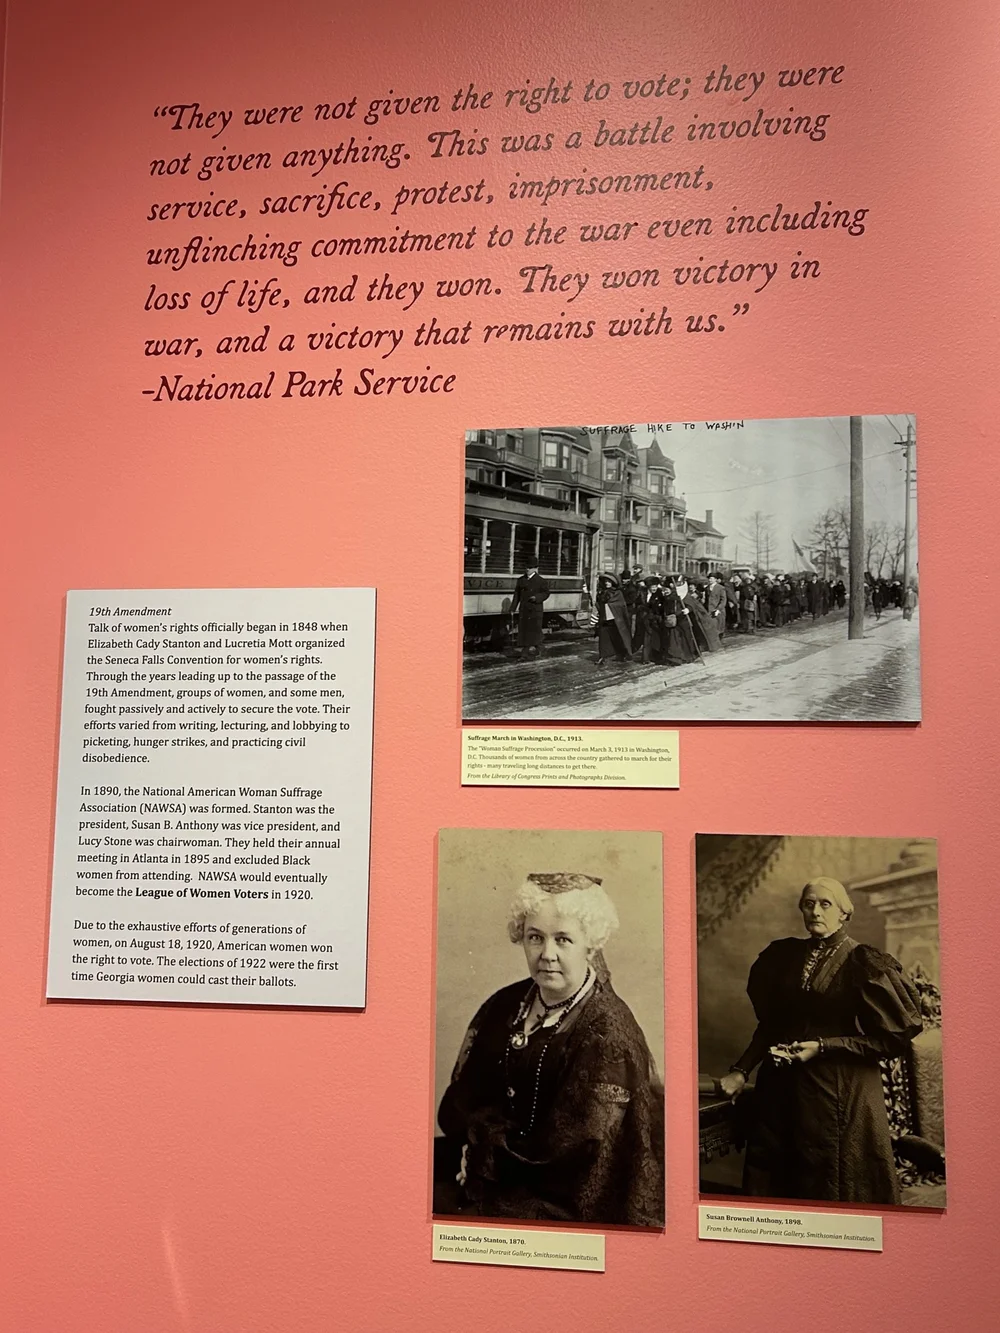 “They were not given the right to vote; they were
not given anything. This was a battle involving
service, sacrifice, protest, imprisonment,
unflinching commitment to the war even including
loss of life, and they won. They won victory in
war, and a victory that remains with us.”
-National Park Service
SUFFRAGE HIKE TO WASHIN
VICE
19th Amendment
Talk of women’s rights officially began in 1848 when
Elizabeth Cady Stanton and Lucretia Mott organized
the Seneca Falls Convention for women’s rights.
Through the years leading up to the passage of the
19th Amendment, groups of women, and some men,
fought passively and actively to secure the vote. Their
efforts varied from writing, lecturing, and lobbying to
picketing, hunger strikes, and practicing civil
disobedience.
In 1890, the National American Woman Suffrage
Association (NAWSA) was formed. Stanton was the
president, Susan B. Anthony was vice president, and
Lucy Stone was chairwoman. They held their annual
meeting in Atlanta in 1895 and excluded Black
women from attending. NAWSA would eventually
become the League of Women Voters in 1920.
Due to the exhaustive efforts of generations of
women, on August 18, 1920, American women won
the right to vote. The elections of 1922 were the first
time Georgia women could cast their ballots.
Suffrage March in Washington, D.C., 1913.
The “Woman Suffrage Procession” occurred on March 3, 1913 in Washington,
D.C. Thousands of women from across the country gathered to march for their
rights - many traveling long distances to get there.
From the Library of Congress Prints and Photographs Division.
Elizabeth Cady Stanton, 1870.
From the National Portrait Gallery, Smithsonian Institution.
Susan Brownell Anthony, 1898.
From the National Portrait Gallery, Smithsonian Institution.